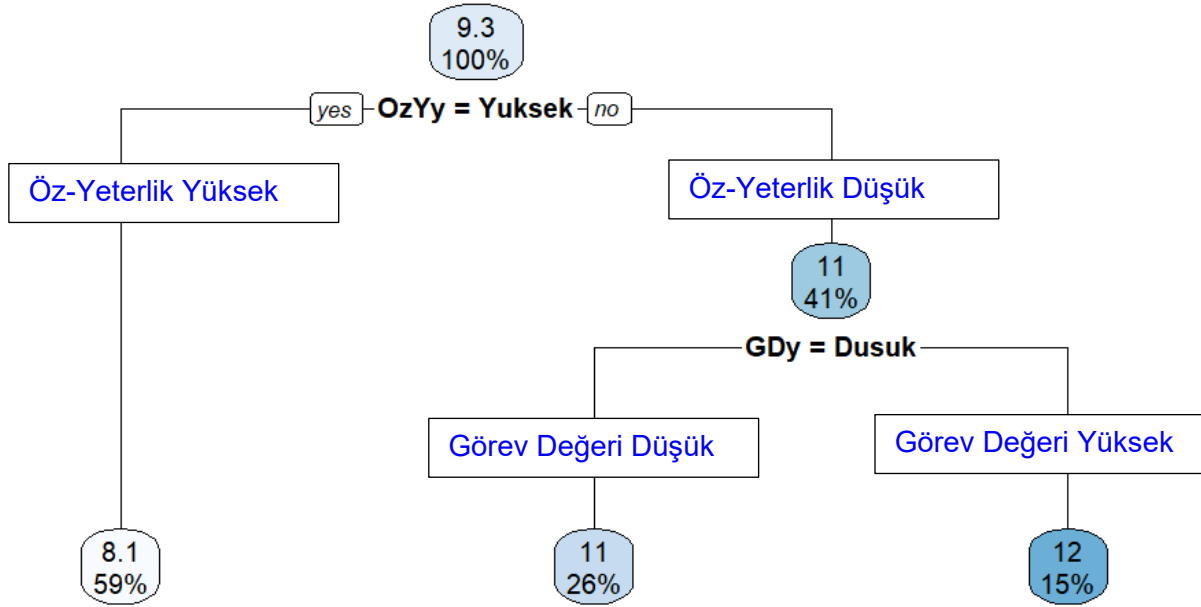 9.3
100%
yes OzYy = Yuksek no
Öz-Yeterlik Yüksek
Öz-Yeterlik Düşük
11
41%
GDy = Dusuk
Görev Değeri Düşük
Görev Değeri Yüksek
8.1
59%
11
26%
12
15%